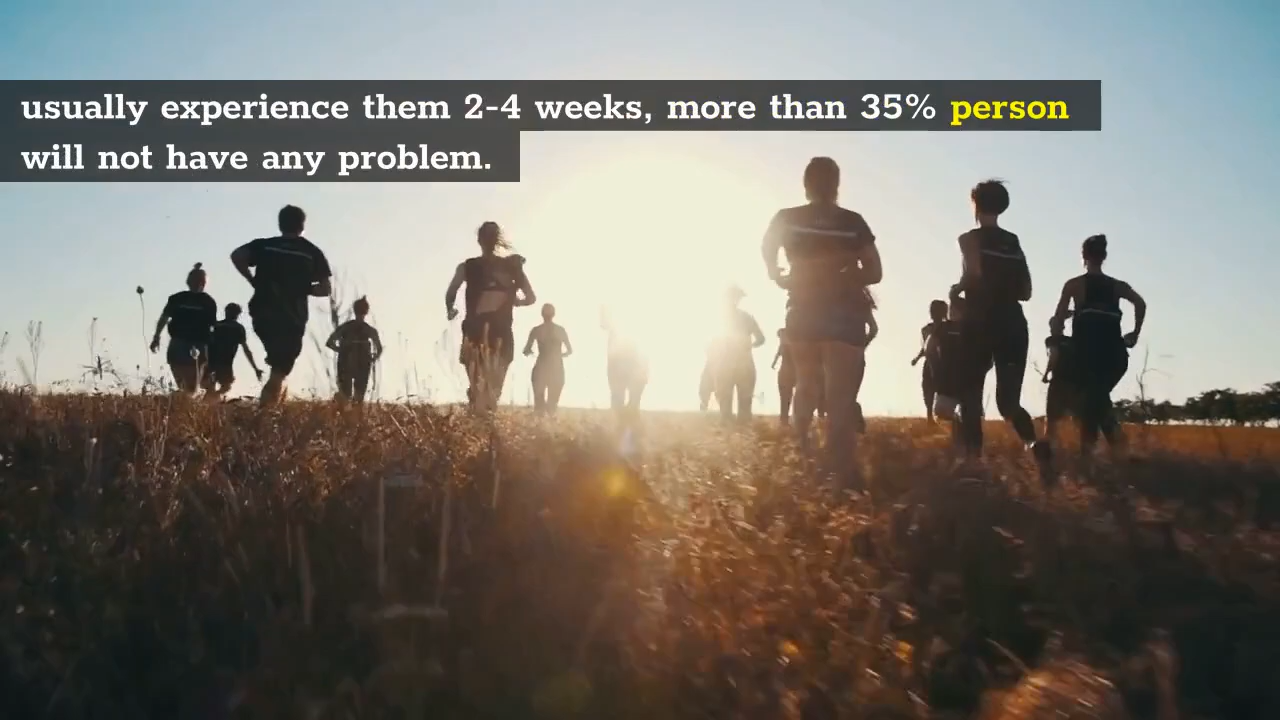 usually experience them 2-4 weeks, more than 35% person
will not have any problem.